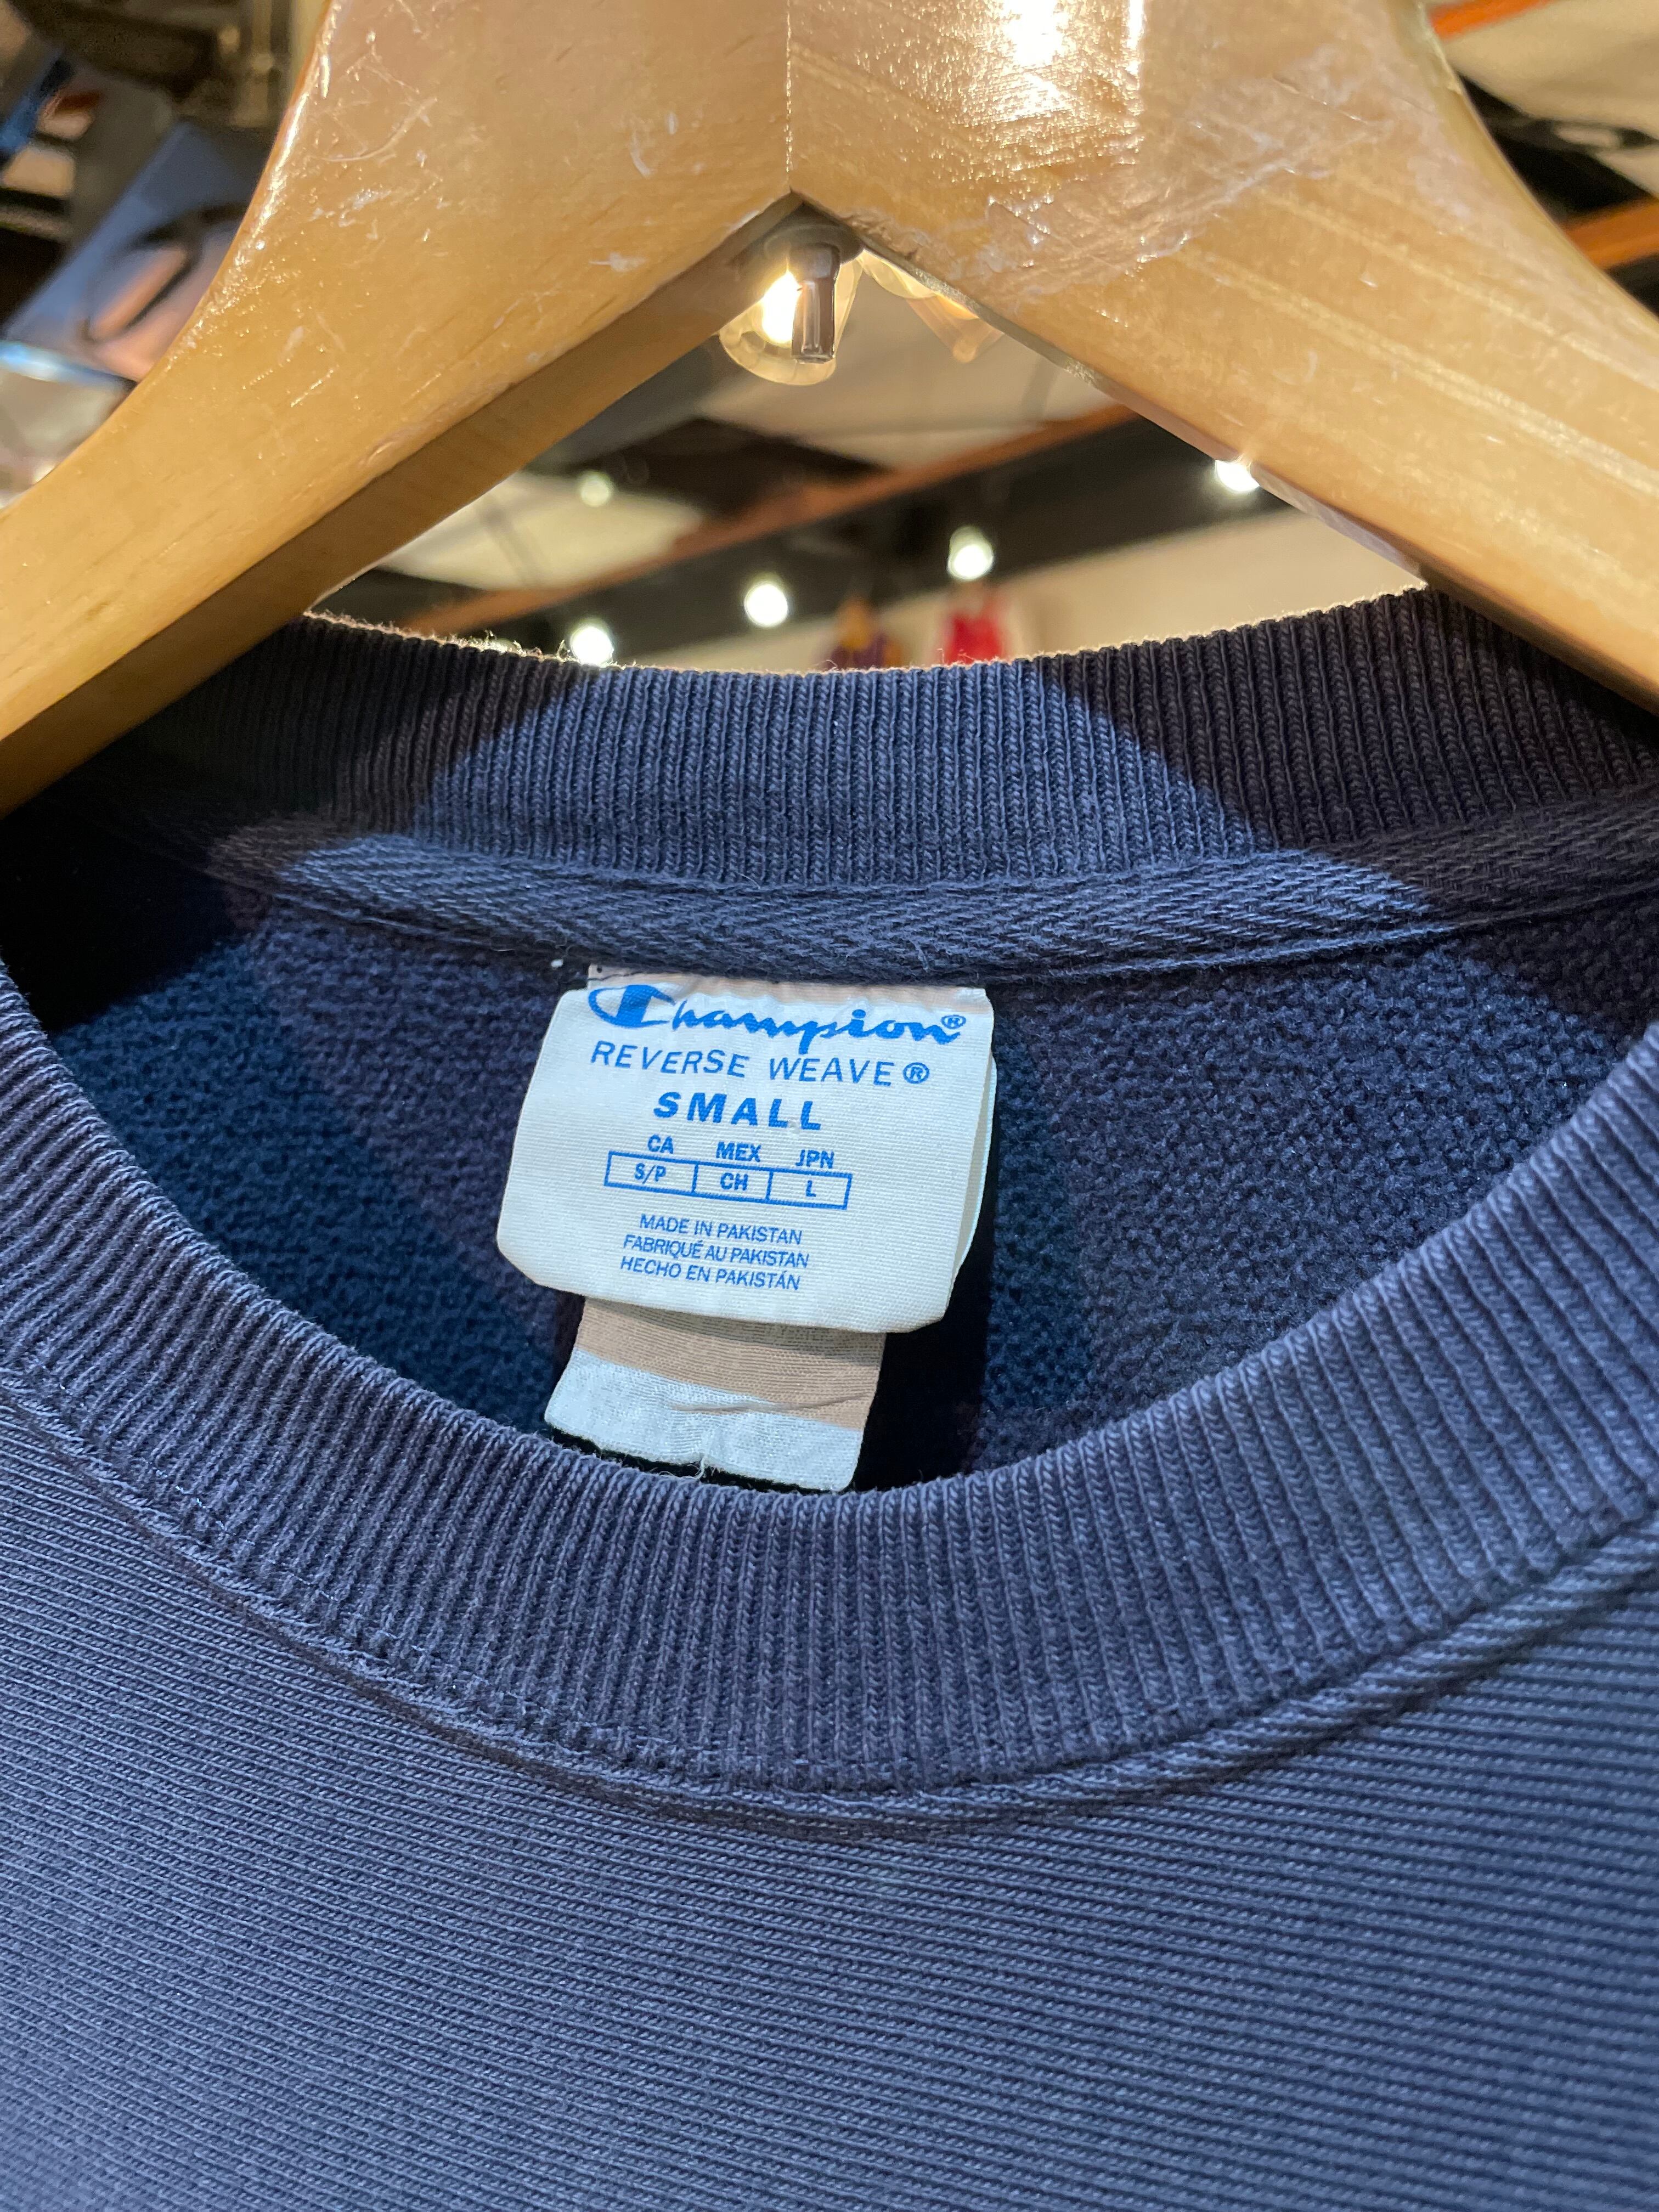 Champion®
REVERSE WEAVE®
SMALL
CA MEX JPN
S/P CH L
MADE IN PAKISTAN
FABRIQUÉ AU PAKISTAN
HECHO EN PAKISTÁN